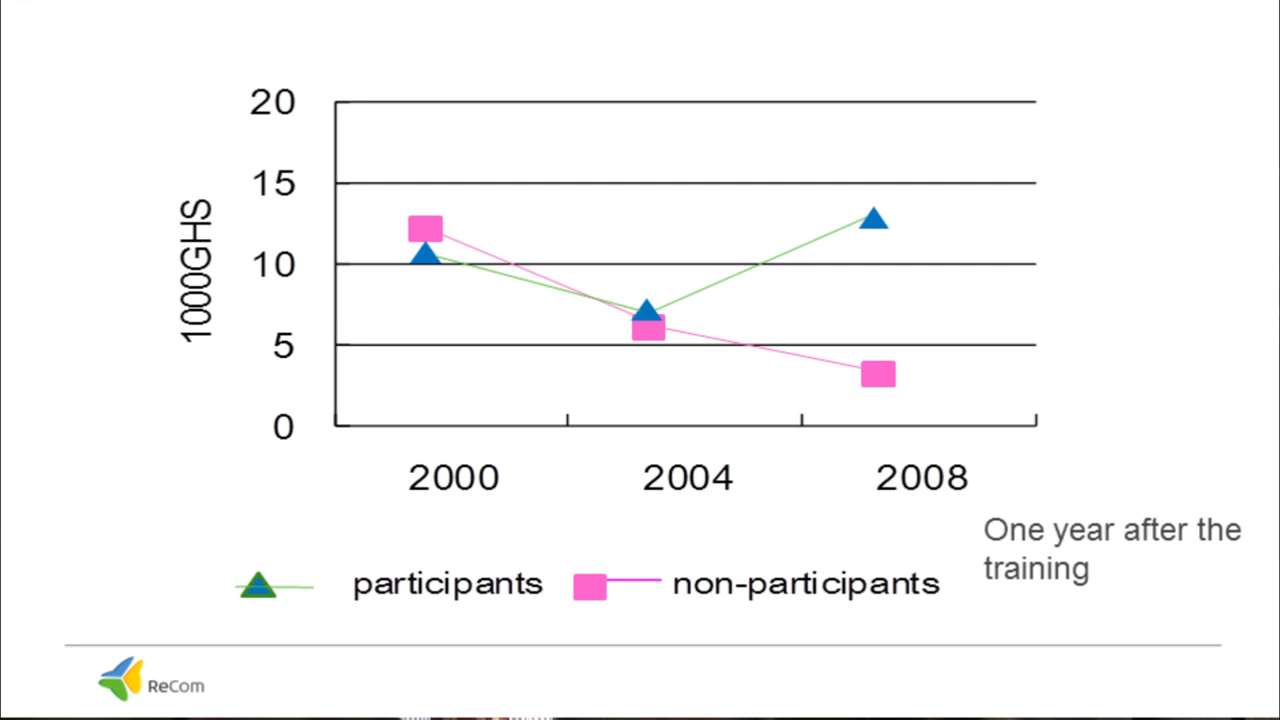 20
15
10
5
0
1000GHS
2000 2004 2008
One year after the
training
participants non-participants
ReCom